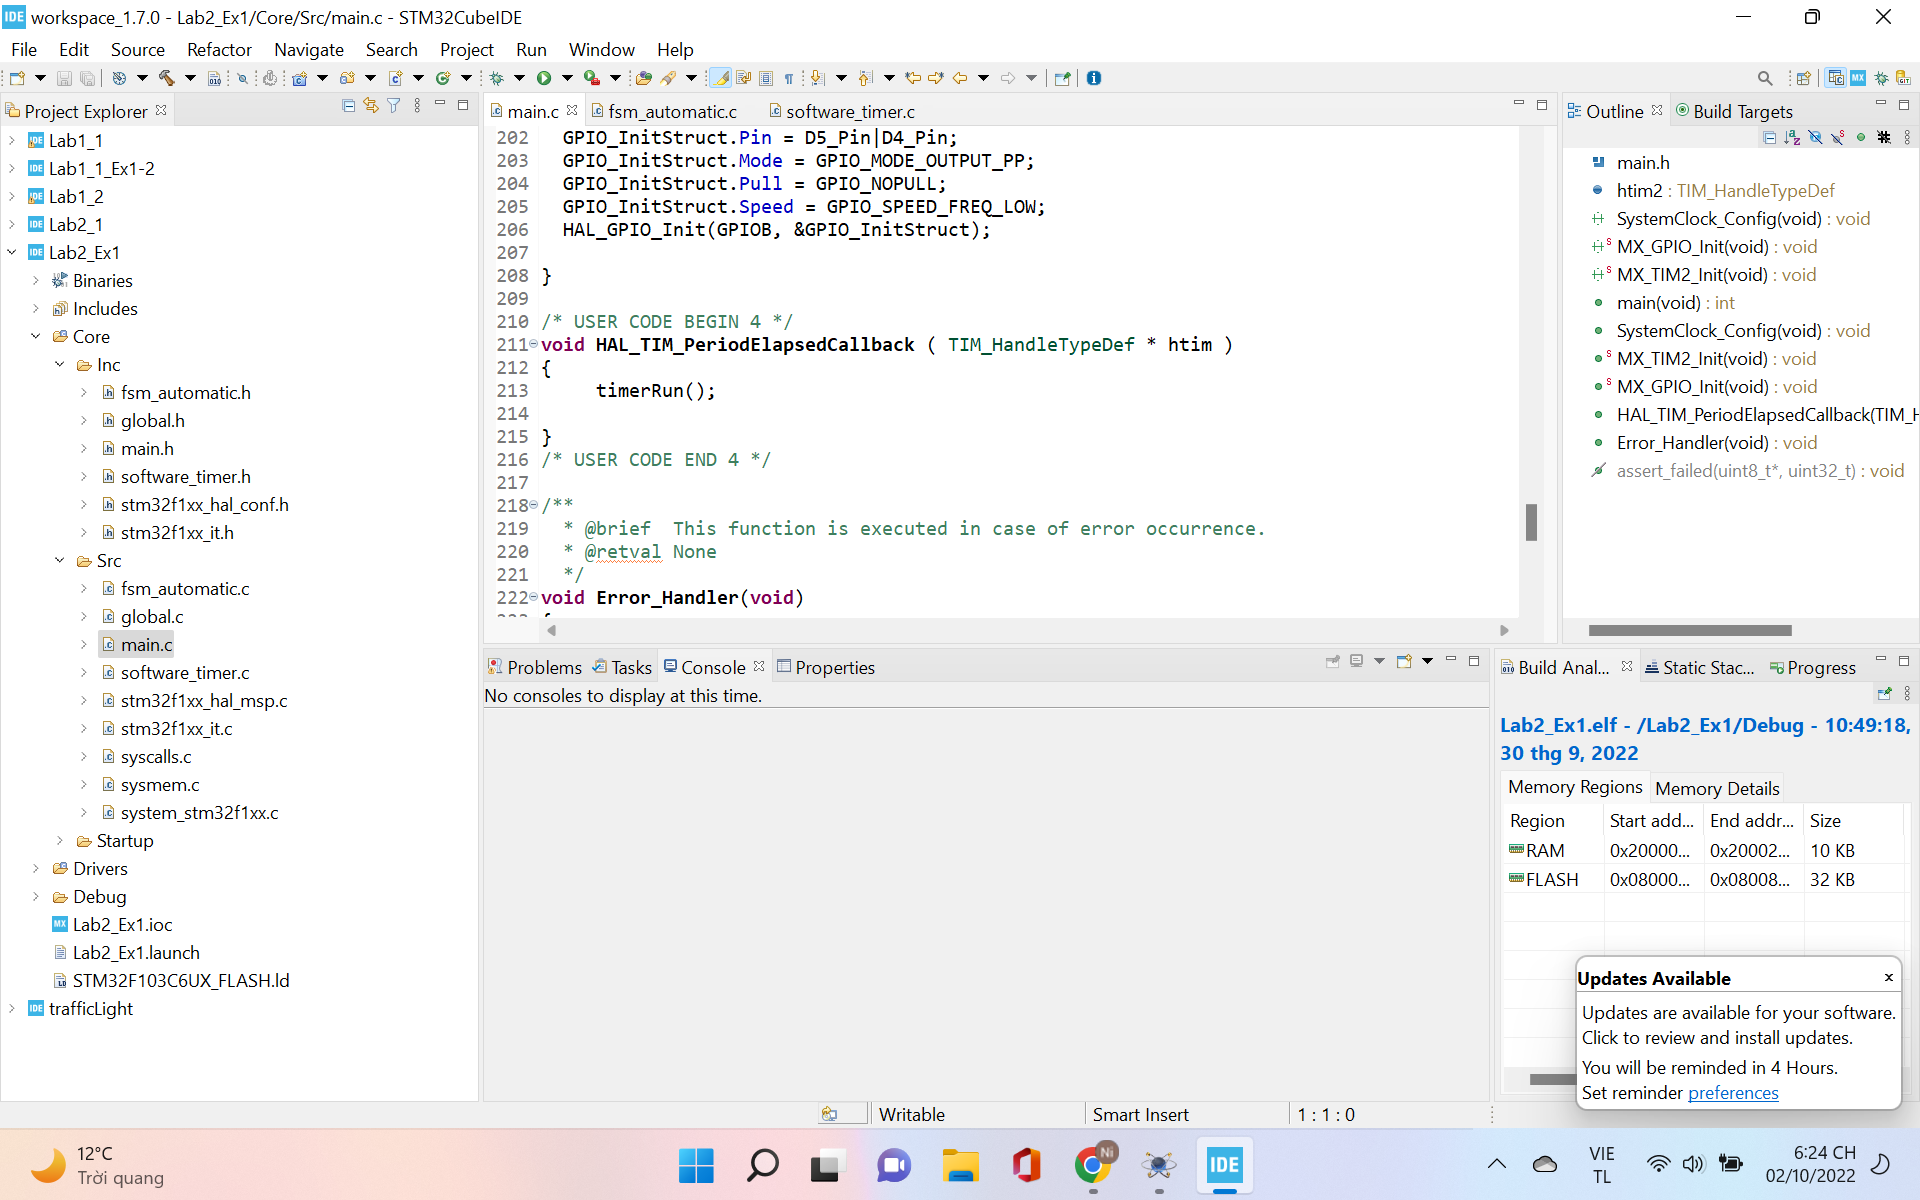 IDE workspace_1.7.0 - Lab2_Ex1/Core/Src/main.c - STM32CubeIDE
File Edit Source Refactor Navigate Search Project Run Window Help
Project Explorer
Lab1_1
Lab1_1_Ex1-2
Lab1_2
Lab2_1
Lab2_Ex1
Binaries
Includes
Core
Inc
fsm_automatic.h
global.h
main.h
software_timer.h
stm32f1xx_hal_conf.h
stm32f1xx_it.h
Src
fsm_automatic.c
global.c
main.c
software_timer.c
stm32f1xx_hal_msp.c
stm32f1xx_it.c
syscalls.c
sysmem.c
system_stm32f1xx.c
Startup
Drivers
Debug
Lab2_Ex1.ioc
Lab2_Ex1.launch
STM32F103C6UX_FLASH.ld
trafficLight
main.c fsm_automatic.c software_timer.c
202 GPIO_InitStruct.Pin = D5_Pin|D4_Pin;
203 GPIO_InitStruct.Mode = GPIO_MODE_OUTPUT_PP;
204 GPIO_InitStruct.Pull = GPIO_NOPULL;
205 GPIO_InitStruct.Speed = GPIO_SPEED_FREQ_LOW;
206 HAL_GPIO_Init(GPIOB, &GPIO_InitStruct);
207
208 }
209
210 /* USER CODE BEGIN 4 */
211 void HAL_TIM_PeriodElapsedCallback ( TIM_HandleTypeDef * htim )
212 {
213 timerRun();
214
215 }
216 /* USER CODE END 4 */
217
218 /**
219 * @brief This function is executed in case of error occurrence.
220 * @retval None
221 */
222 void Error_Handler(void)
Outline Build Targets
main.h
htim2 : TIM_HandleTypeDef
SystemClock_Config(void) : void
MX_GPIO_Init(void) : void
MX_TIM2_Init(void) : void
main(void) : int
SystemClock_Config(void) : void
MX_TIM2_Init(void) : void
MX_GPIO_Init(void) : void
HAL_TIM_PeriodElapsedCallback(TIM_H
Error_Handler(void) : void
assert_failed(uint8_t*, uint32_t) : void
Problems Tasks Console Properties
No consoles to display at this time.
Build Anal... Static Stac... Progress
Lab2_Ex1.elf - /Lab2_Ex1/Debug - 10:49:18,
30 thg 9, 2022
Memory Regions Memory Details
Region Start add... End addr... Size
RAM 0x20000... 0x20002... 10 KB
FLASH 0x08000... 0x08008... 32 KB
Updates Available
Updates are available for your software.
Click to review and install updates.
You will be reminded in 4 Hours.
Set reminder preferences
Writable Smart Insert 1 : 1 : 0
12°C
Trời quang
Ni
IDE
VIE
TL
6:24 CH
02/10/2022